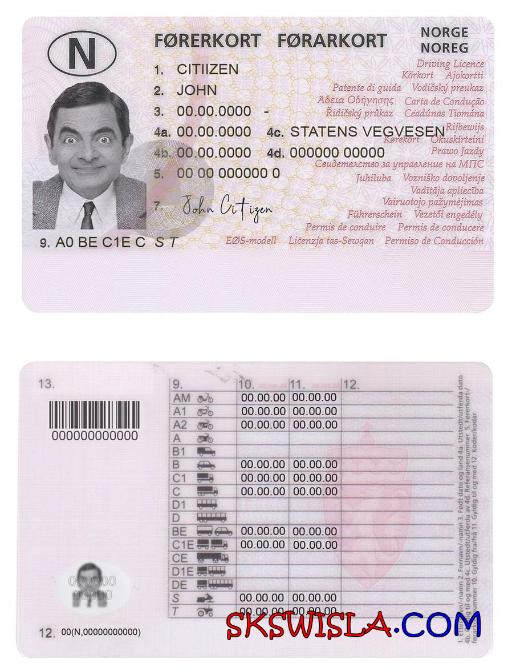 N
FØRERKORT FØRARKORT
NORGE
NOREG
Driving Licence
Körkort Ajokortti
Patente di guida Vodičský preukaz
Άδεια Οδήγησης Carta de Condução
Řidičský průkaz Ceadúnas Tiomána
1. CITIIZEN
2. JOHN
3. 00.00.0000 -
4a. 00.00.0000 4c. STATENS VEGVESEN
4b. 00.00.0000 4d. 000000 00000
5. 00 00 000000 0
7. John Citizen
9. A0 BE C1E C S T
Rijbewijs
Kørekort Okuskírteini
Prawo Jazdy
Свидетелство за управление на МПС
Juhiluba Vozniško dovoljenje
Vadītāja apliecība
Vairuotojo pažymėjimas
Führerschein Vezetői engedély
Permis de conduire Permis de conducere
EØS-modell Liċenzja tas-Sewqan Permiso de Conducción
13.
000000000000
9. 10. 11. 12.
AM 00.00.00 00.00.00
A1 00.00.00 00.00.00
A2 00.00.00 00.00.00
A
B1
B 00.00.00 00.00.00
C1 00.00.00 00.00.00
C 00.00.00 00.00.00
D1
D
BE 00.00.00 00.00.00
C1E 00.00.00 00.00.00
CE
D1E
DE
S 00.00.00 00.00.00
T 00.00.00 00.00.00
12. 00(N,00000000000)
SKSWISLA.COM